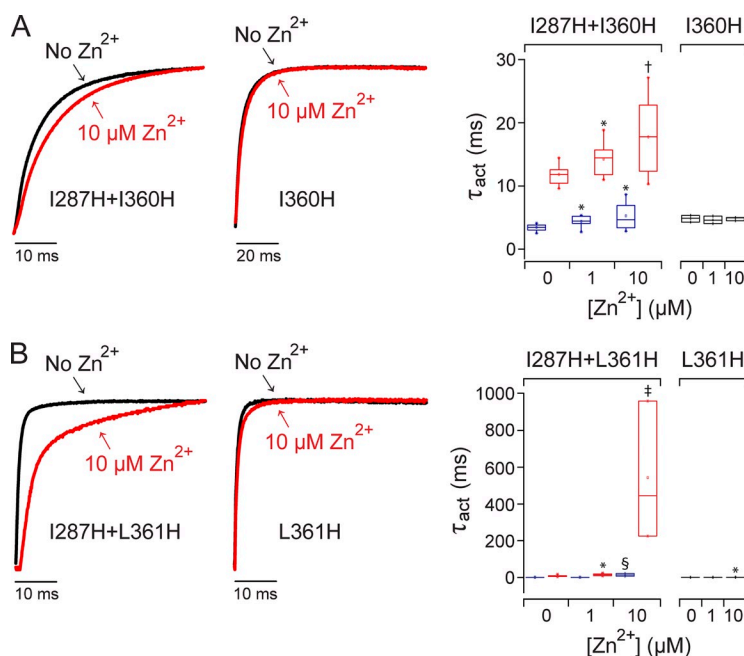 A
No Zn²⁺
10 µM Zn²⁺
I287H+I360H
10 ms
No Zn²⁺
10 µM Zn²⁺
I360H
20 ms
I287H+I360H
I360H
τact (ms)
30
20
10
0
*
*
†
0
1
10
0
1
10
[Zn²⁺] (µM)
B
No Zn²⁺
10 µM Zn²⁺
I287H+L361H
10 ms
No Zn²⁺
10 µM Zn²⁺
L361H
10 ms
I287H+L361H
L361H
τact (ms)
1000
800
600
400
200
0
*
§
‡
*
0
1
10
0
1
10
[Zn²⁺] (µM)